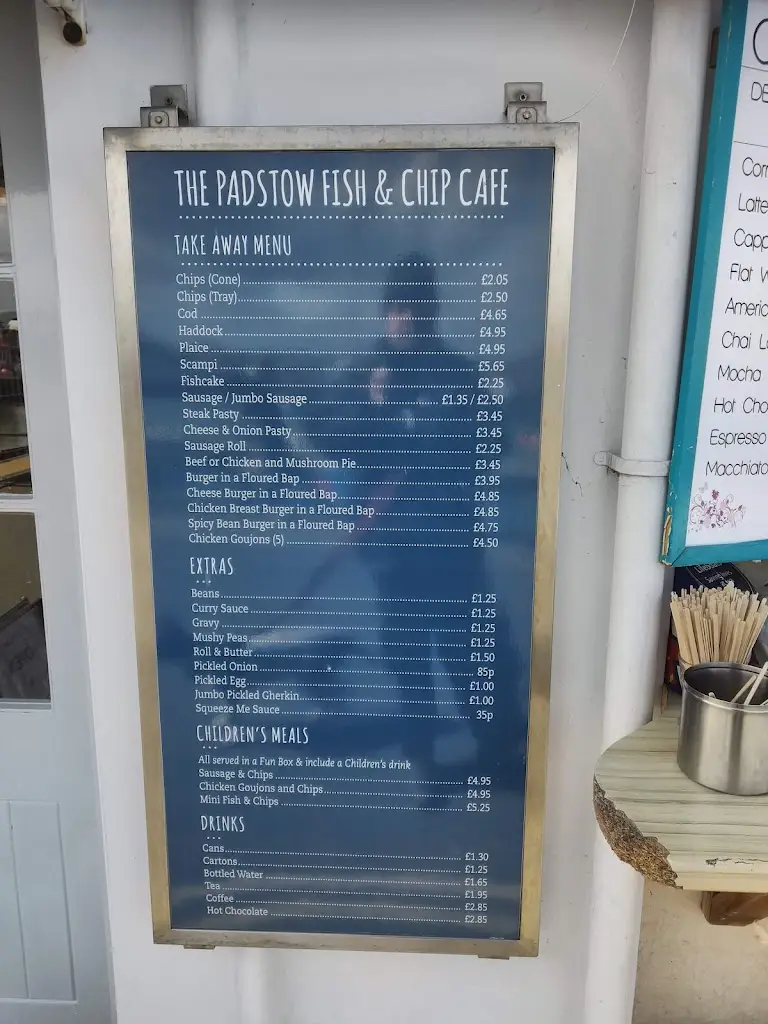 THE PADSTOW FISH & CHIP CAFE
TAKE AWAY MENU
Chips (Cone) £2.05
Chips (Tray) £2.50
Cod £4.65
Haddock £4.95
Plaice £4.95
Scampi £5.65
Fishcake £2.25
Sausage / Jumbo Sausage £1.35 / £2.50
Steak Pasty £3.45
Cheese & Onion Pasty £3.45
Sausage Roll £2.25
Beef or Chicken and Mushroom Pie £3.45
Burger in a Floured Bap £3.95
Cheese Burger in a Floured Bap £4.85
Chicken Breast Burger in a Floured Bap £4.85
Spicy Bean Burger in a Floured Bap £4.75
Chicken Goujons (5) £4.50
EXTRAS
Beans £1.25
Curry Sauce £1.25
Gravy £1.25
Mushy Peas £1.25
Roll & Butter £1.50
Pickled Onion 85p
Pickled Egg £1.00
Jumbo Pickled Gherkin £1.00
Squeeze Me Sauce 35p
CHILDREN'S MEALS
All served in a Fun Box & include a Children's drink
Sausage & Chips £4.95
Chicken Goujons and Chips £4.95
Mini Fish & Chips £5.25
DRINKS
Cans £1.30
Cartons £1.25
Bottled Water £1.65
Tea £1.95
Coffee £2.85
Hot Chocolate £2.85
Latte
Flat
Chai
Mocha
Hot
Espresso